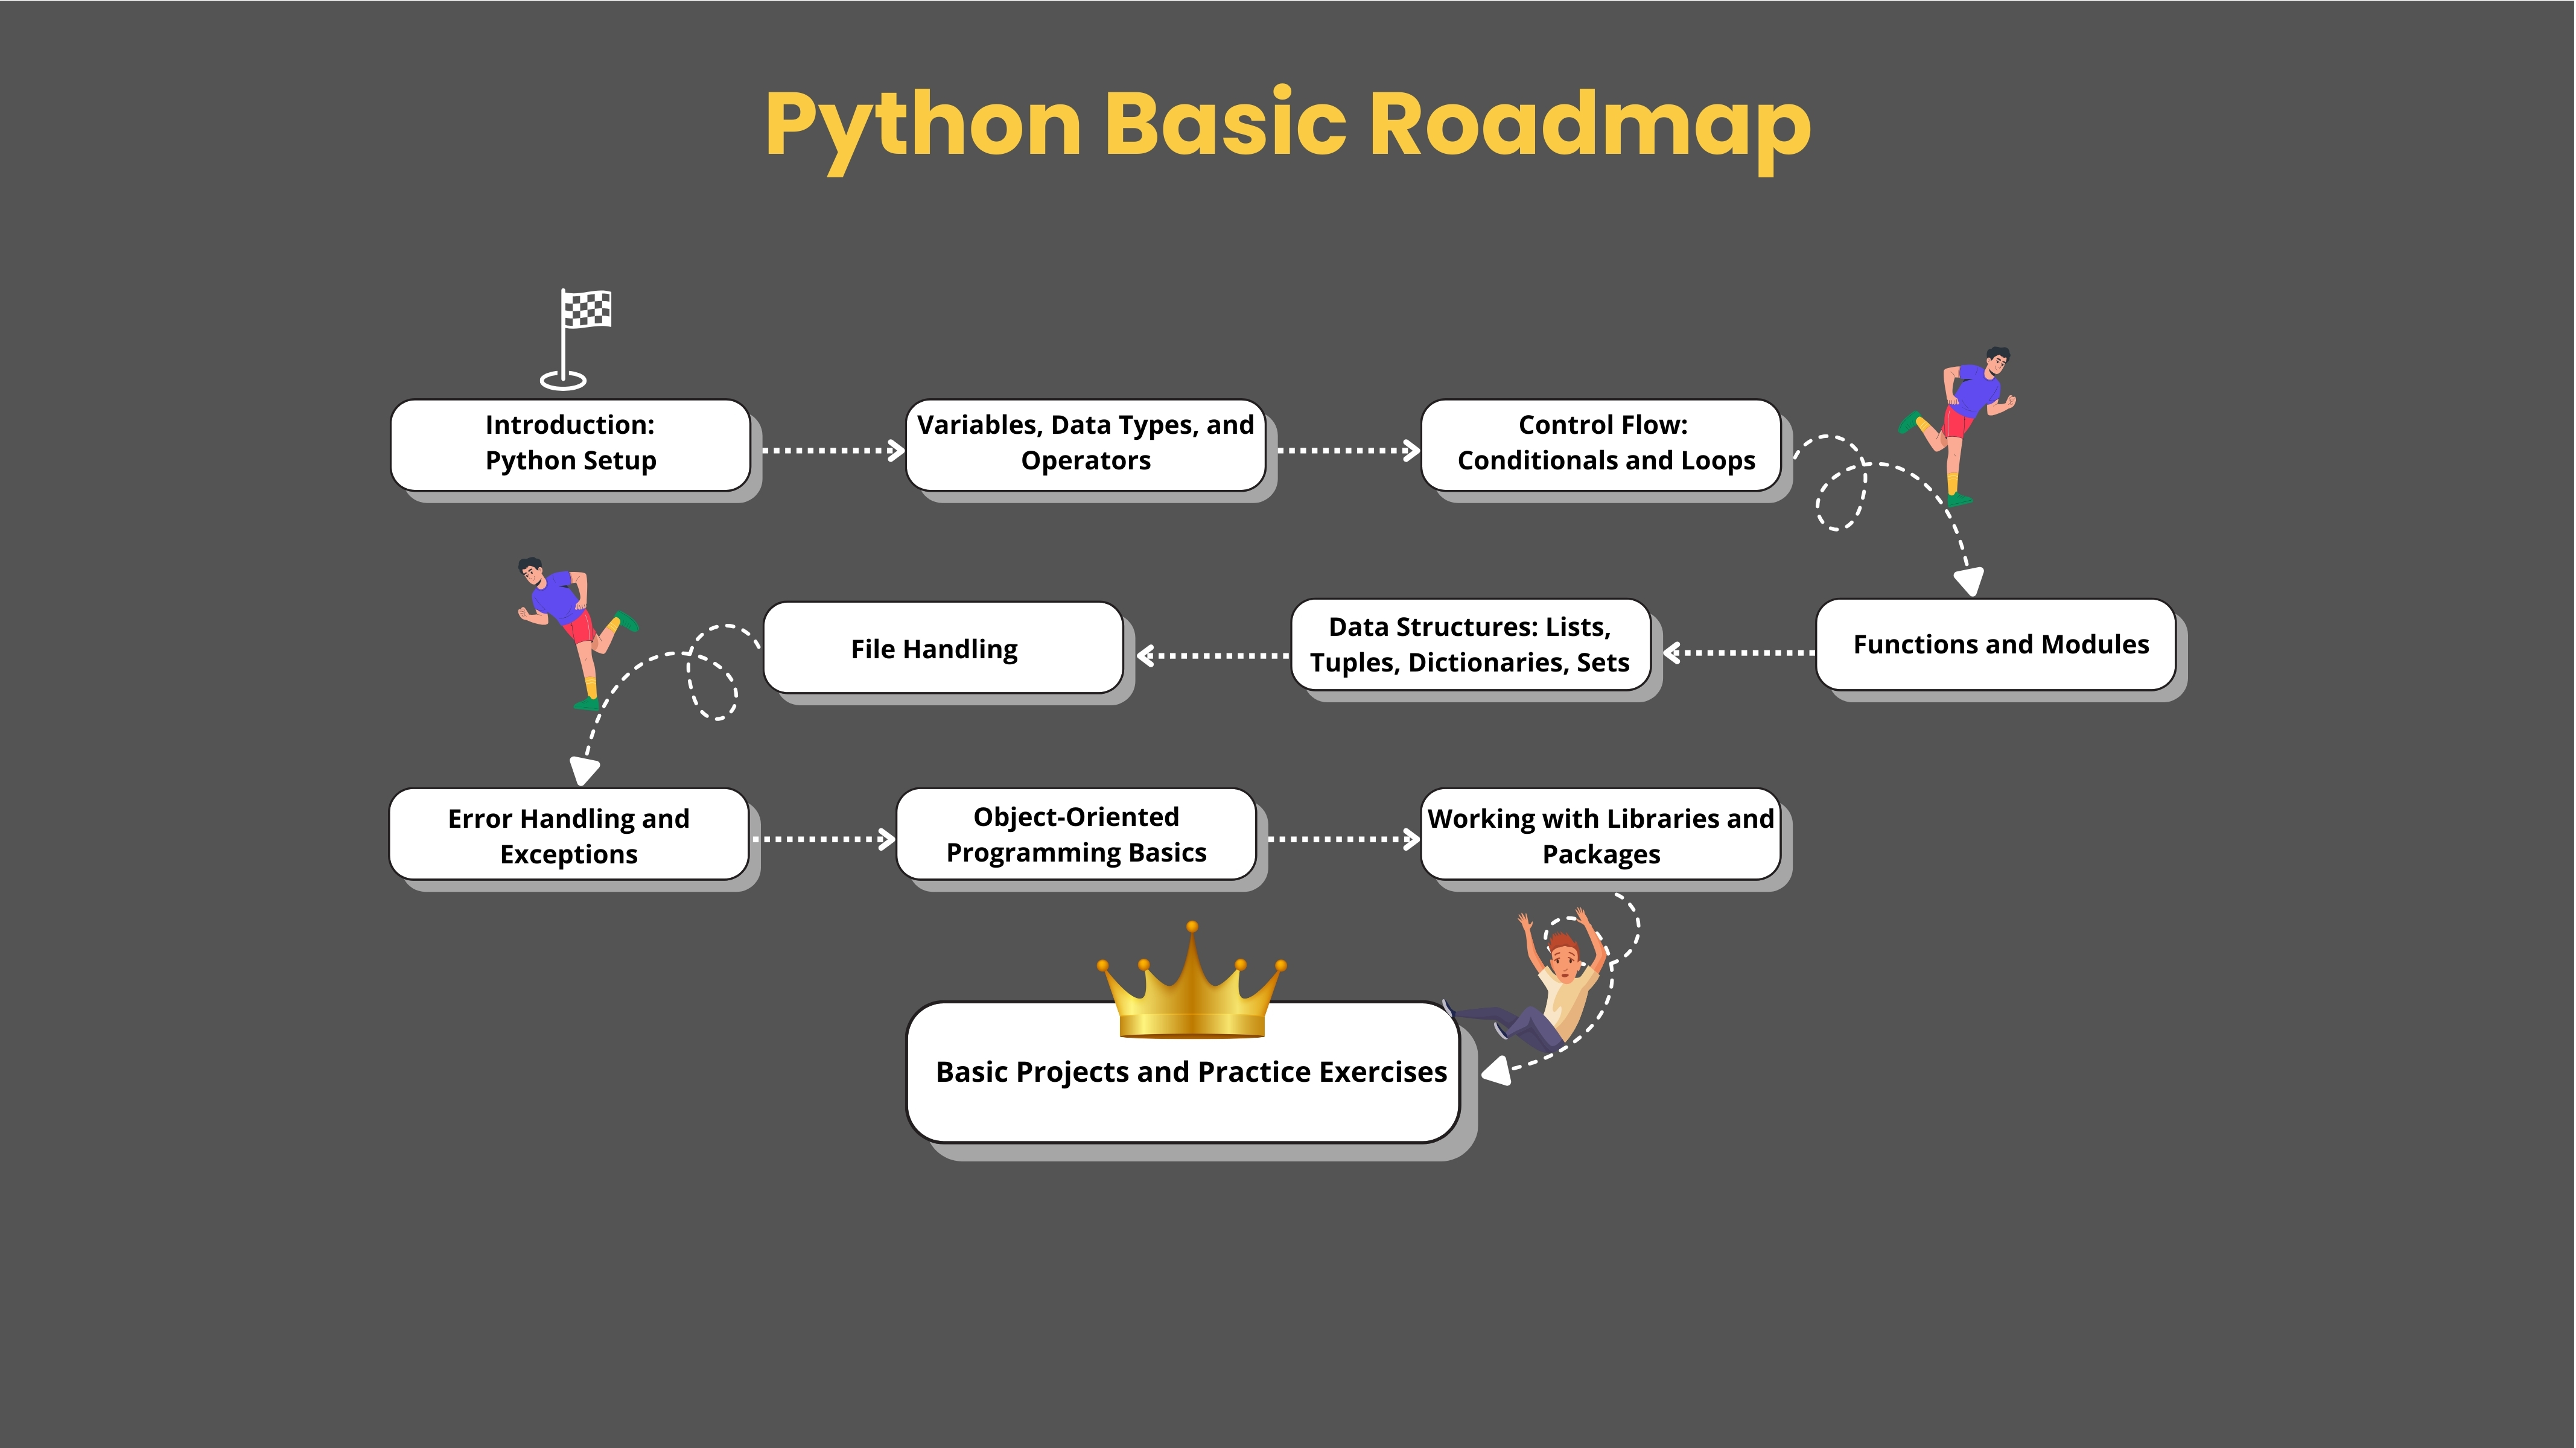 Python Basic Roadmap
Introduction:
Python Setup
Variables, Data Types, and
Operators
Control Flow:
Conditionals and Loops
Functions and Modules
Data Structures: Lists,
Tuples, Dictionaries, Sets
File Handling
Error Handling and
Exceptions
Object-Oriented
Programming Basics
Working with Libraries and
Packages
Basic Projects and Practice Exercises